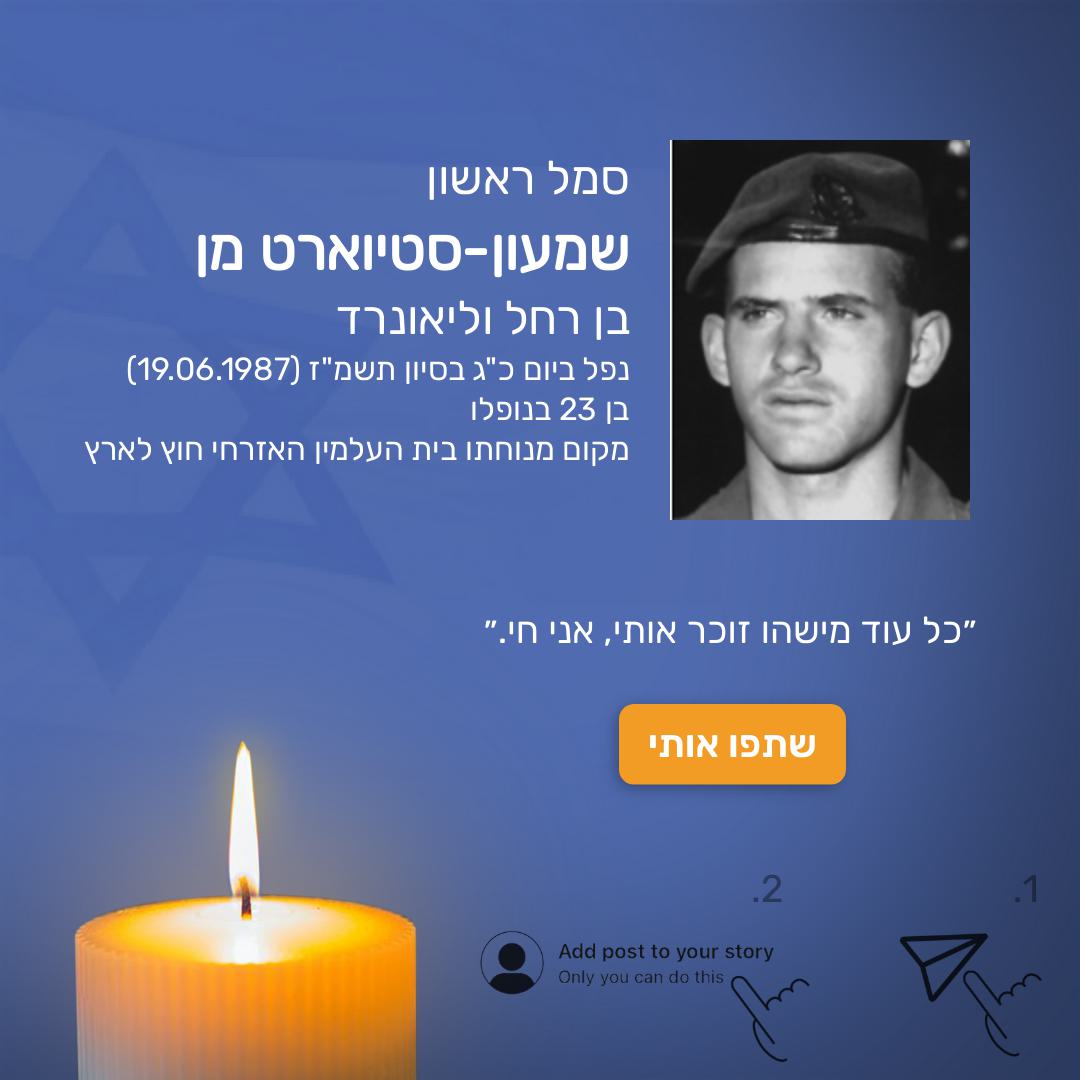 סמל ראשון
שמעון-סטיוארט מן
בן רחל וליאונרד
נפל ביום כ"ג בסיון תשמ"ז (19.06.1987)
בן 23 בנופלו
מקום מנוחתו בית העלמין האזרחי חוץ לארץ
״כל עוד מישהו זוכר אותי, אני חי.״
שתפו אותי
.1
.2
Add post to your story
Only you can do this